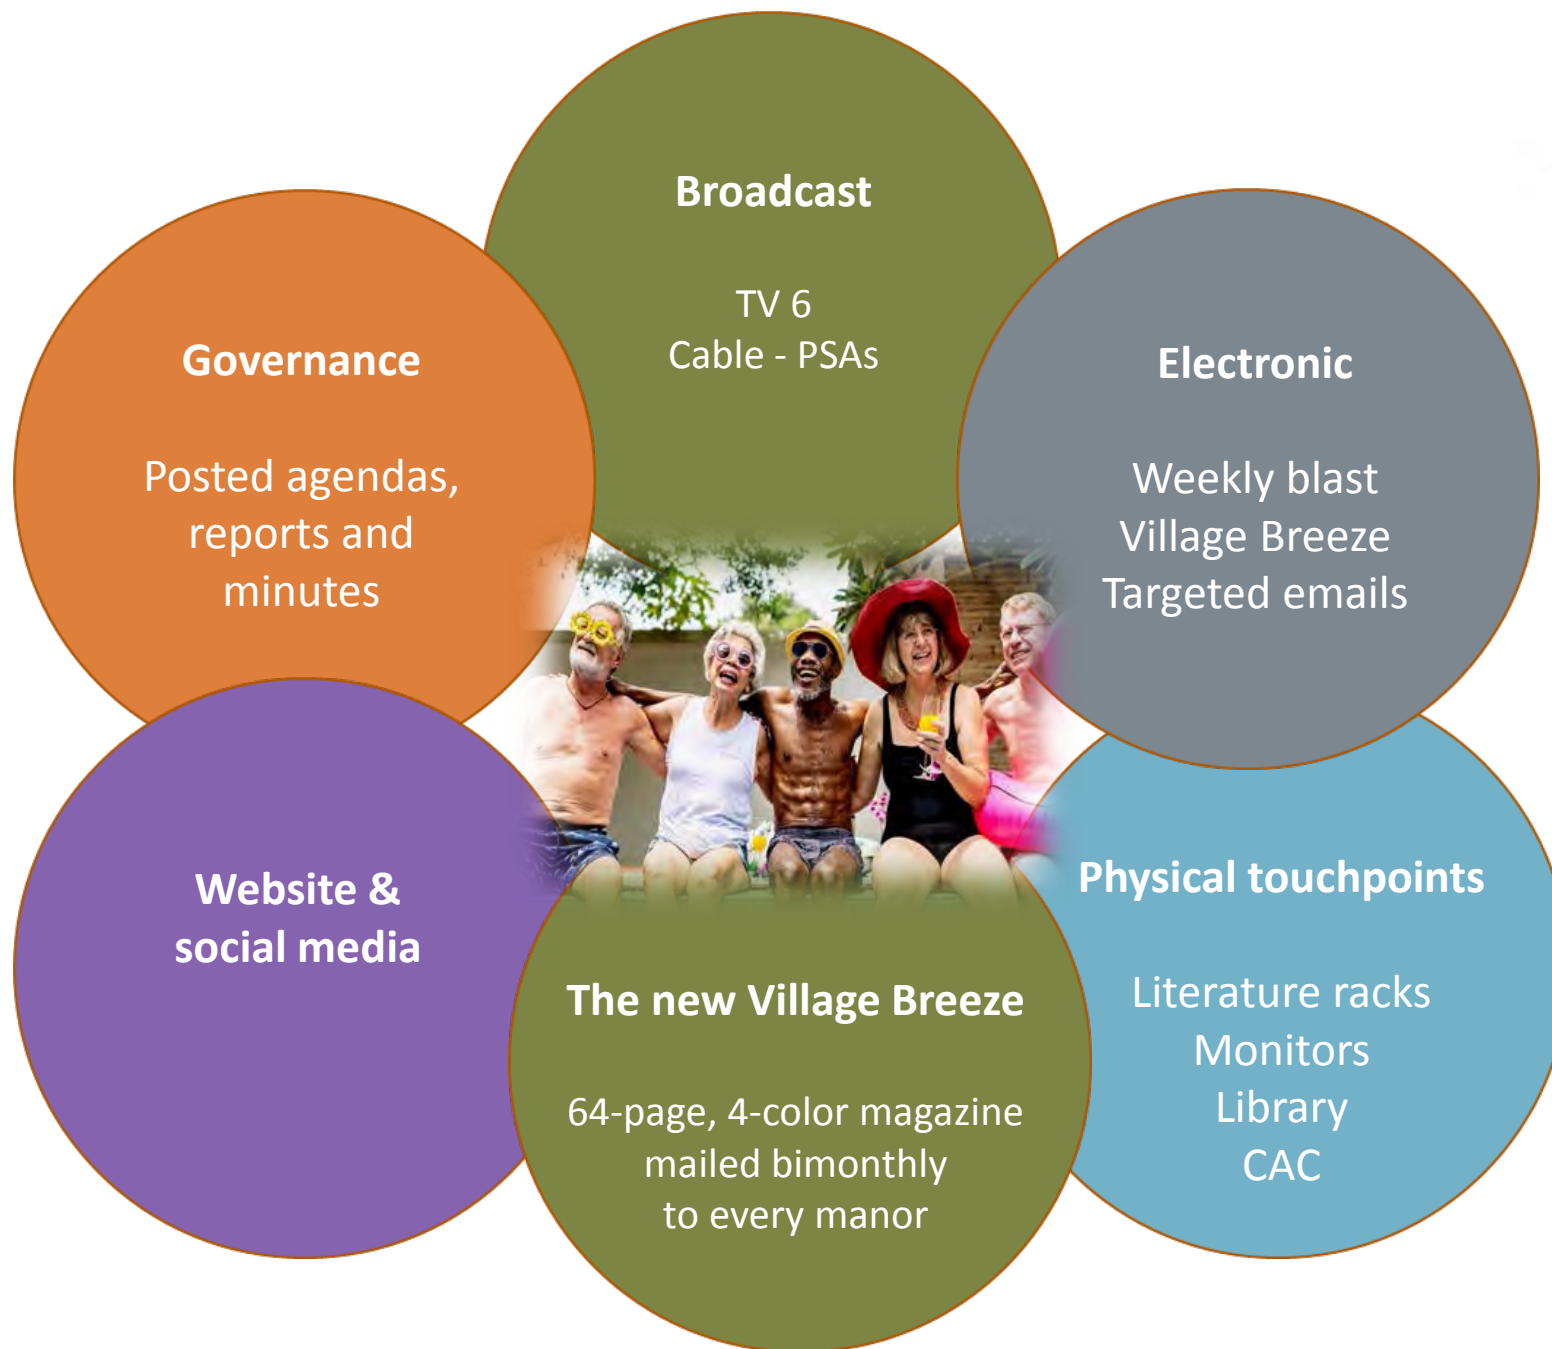 Broadcast
TV 6
Cable - PSAs
Governance
Posted agendas,
reports and
minutes
Electronic
Weekly blast
Village Breeze
Targeted emails
Website &
social media
The new Village Breeze
64-page, 4-color magazine
mailed bimonthly
to every manor
Physical touchpoints
Literature racks
Monitors
Library
CAC